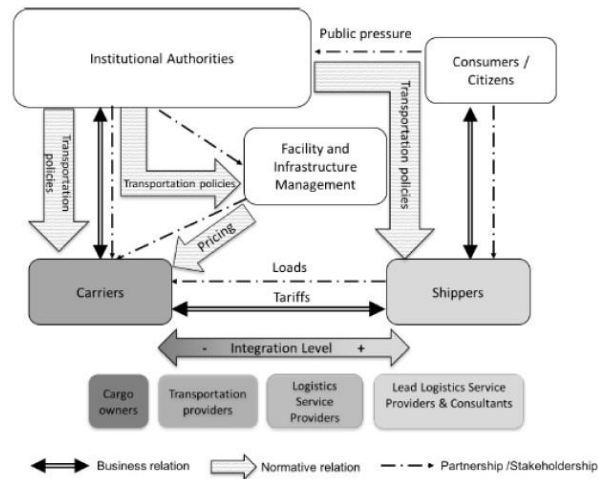 Public pressure
Institutional Authorities
Consumers /
Citizens
Transportation
policies
Facility and
Infrastructure
Management
Transportation policies
Transportation policies
Pricing
Loads
Carriers
Tariffs
Shippers
- Integration Level +
Cargo
owners
Transportation
providers
Logistics
Service
Providers
Lead Logistics Service
Providers & Consultants
Business relation
Normative relation
Partnership /Stakeholdership